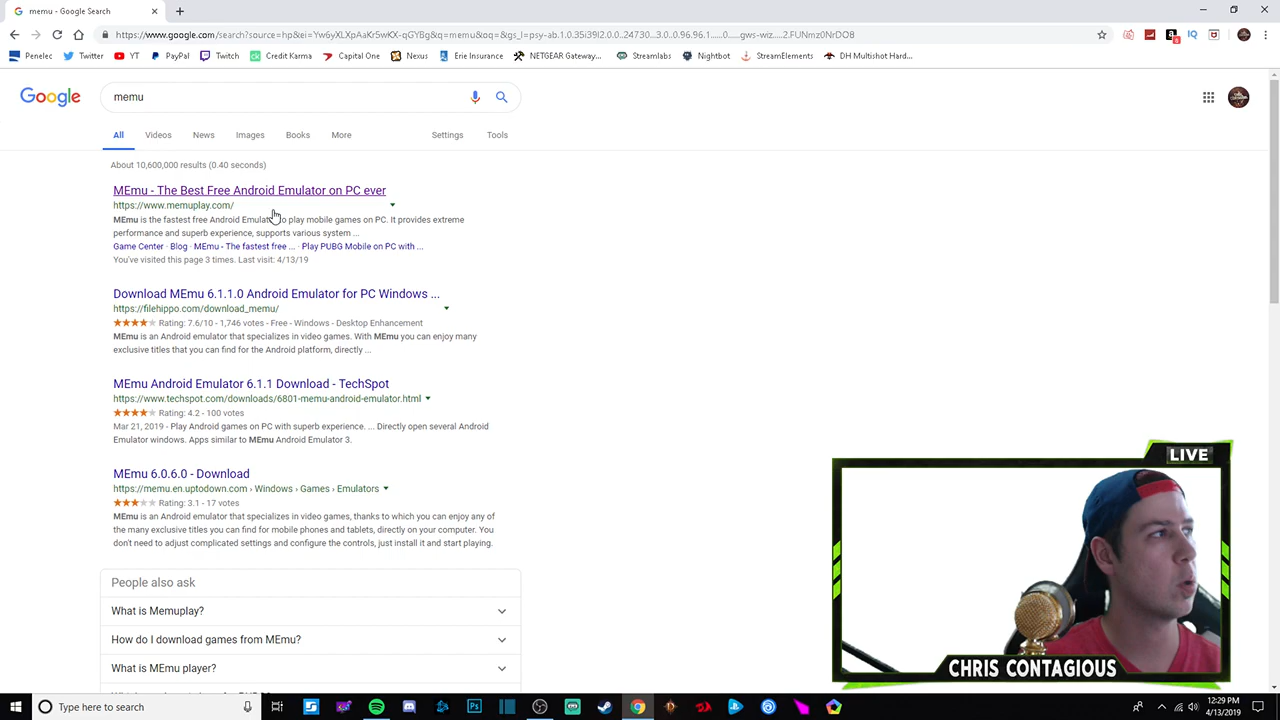 memu - Google Search
https://www.google.com/search?source=hp&ei=Yw6yXLXpAaKr5wKX-qGYBg&q=memu&oq=&gs_l=psy-ab.1.0.35i39l2.0.0..24730...3.0..0.96.96.1......0......gws-wiz.....2.FUNmz0NrDO8
Penelec
Twitter
YT
PayPal
Twitch
Credit Karma
Capital One
Nexus
Erie Insurance
NETGEAR Gateway...
Streamlabs
Nightbot
StreamElements
DH Multishot Hard...
Google
memu
All
Videos
News
Images
Books
More
Settings
Tools
About 10,600,000 results (0.40 seconds)
MEmu - The Best Free Android Emulator on PC ever
https://www.memuplay.com/
MEmu is the fastest free Android Emulator to play mobile games on PC. It provides extreme
performance and superb experience, supports various system ...
Game Center · Blog · MEmu - The fastest free ... · Play PUBG Mobile on PC with ...
You've visited this page 3 times. Last visit: 4/13/19
Download MEmu 6.1.1.0 Android Emulator for PC Windows ...
https://filehippo.com/download_memu/
Rating: 7.6/10 - 1,746 votes - Free - Windows - Desktop Enhancement
MEmu is an Android emulator that specializes in video games. With MEmu you can enjoy many
exclusive titles that you can find for the Android platform, directly ...
MEmu Android Emulator 6.1.1 Download - TechSpot
https://www.techspot.com/downloads/6801-memu-android-emulator.html
Rating: 4.2 - 100 votes
Mar 21, 2019 - Play Android games on PC with superb experience. ... Directly open several Android
Emulator windows. Apps similar to MEmu Android Emulator 3.
MEmu 6.0.6.0 - Download
https://memu.en.uptodown.com › Windows › Games › Emulators
Rating: 3.1 - 17 votes
MEmu is an Android emulator that specializes in video games, thanks to which you can enjoy any of
the many exclusive titles you can find for mobile phones and tablets, directly on your computer. You
don't need to adjust complicated settings and configure the controls, just install it and start playing.
People also ask
What is Memuplay?
How do I download games from MEmu?
What is MEmu player?
LIVE
CHRIS CONTAGIOUS
Type here to search
12:29 PM
4/13/2019